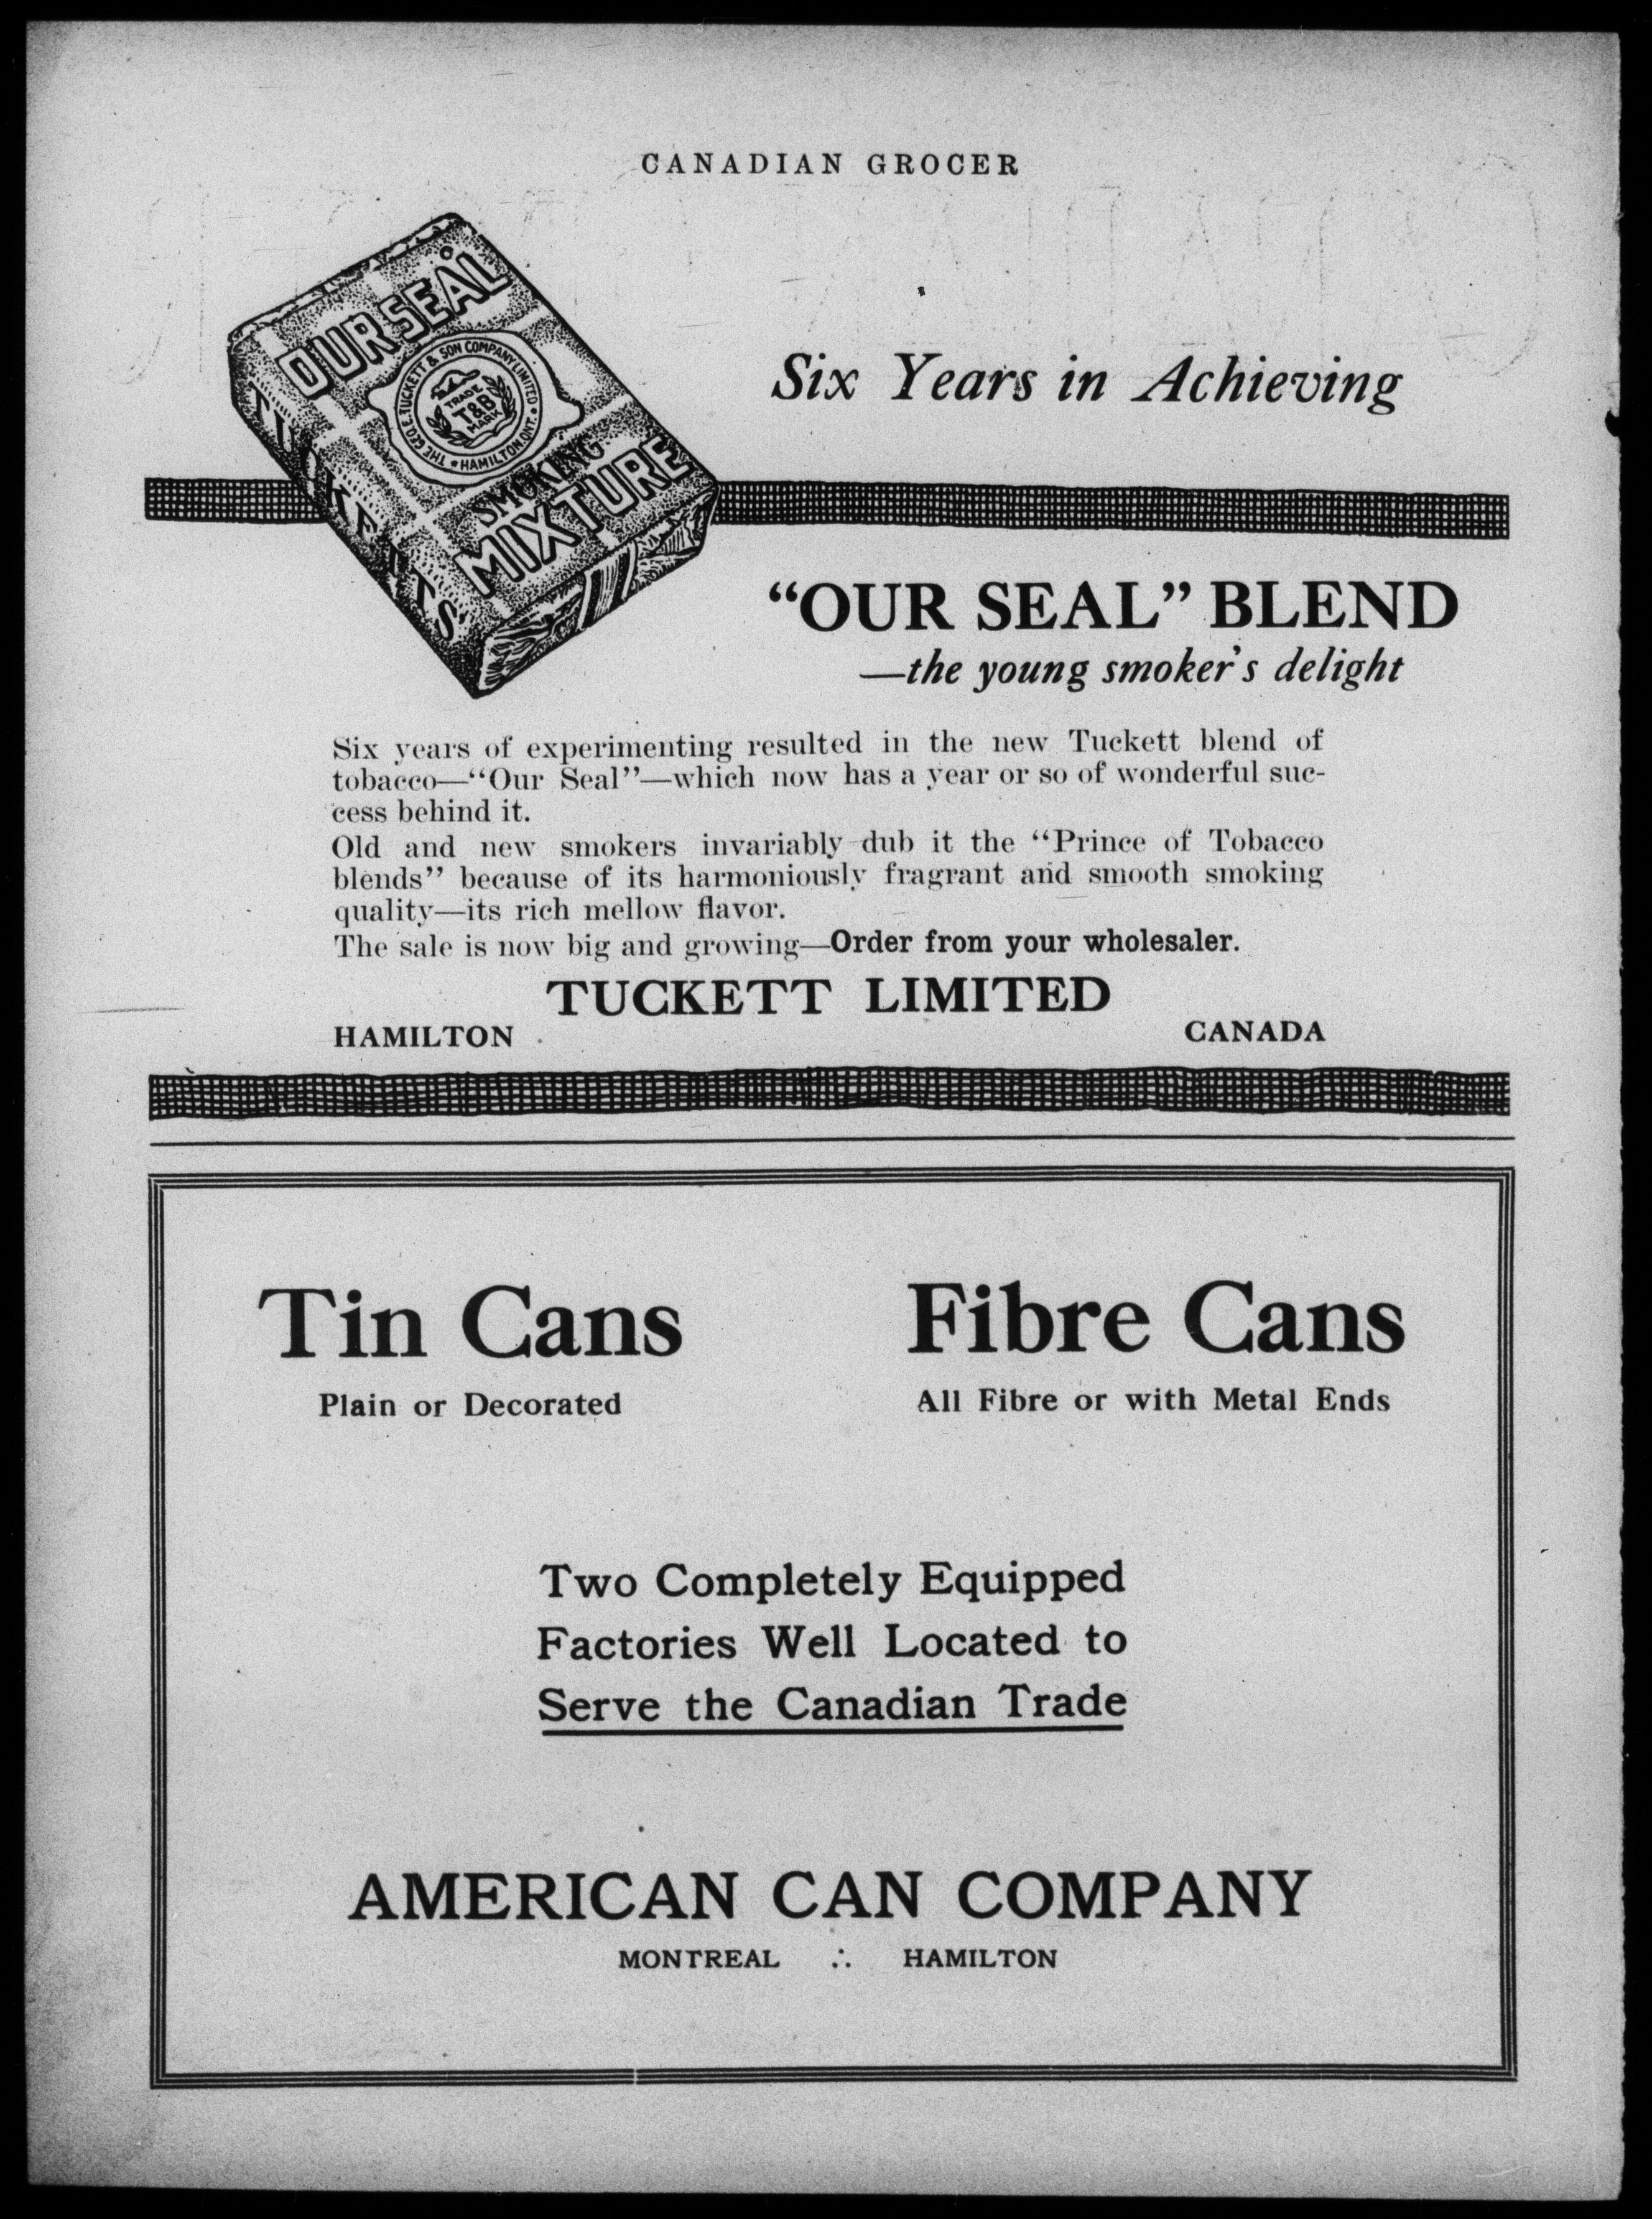 CANADIAN GROCER
OUR SEAL
THE GEO. E. TUCKETT & SON COMPANY LIMITED
HAMILTON, ONT.
TRADE
T&B
MARK
SMOKING
MIXTURE
TUCKETTS
Six Years in Achieving
“OUR SEAL” BLEND
—the young smoker's delight
Six years of experimenting resulted in the new Tuckett blend of
tobacco—“Our Seal”—which now has a year or so of wonderful suc-
cess behind it.
Old and new smokers invariably dub it the “Prince of Tobacco
blends” because of its harmoniously fragrant and smooth smoking
quality—its rich mellow flavor.
The sale is now big and growing—Order from your wholesaler.
TUCKETT LIMITED
HAMILTON CANADA
Tin Cans
Plain or Decorated
Fibre Cans
All Fibre or with Metal Ends
Two Completely Equipped
Factories Well Located to
Serve the Canadian Trade
AMERICAN CAN COMPANY
MONTREAL ∴ HAMILTON